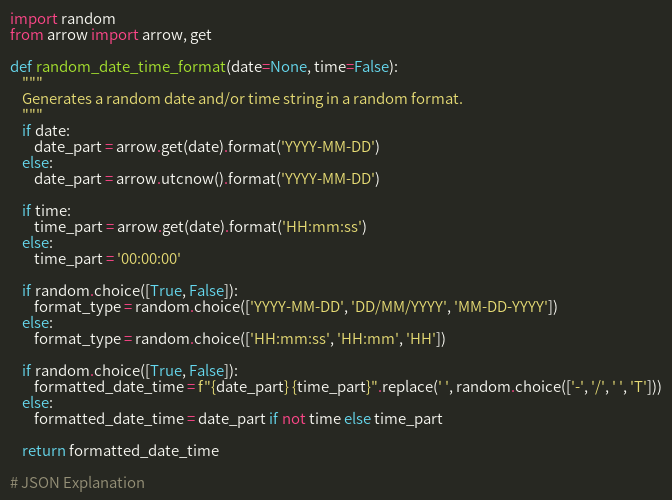 import random
from arrow import arrow, get

def random_date_time_format(date=None, time=False):
    """
    Generates a random date and/or time string in a random format.
    """
    if date:
        date_part = arrow.get(date).format('YYYY-MM-DD')
    else:
        date_part = arrow.utcnow().format('YYYY-MM-DD')

    if time:
        time_part = arrow.get(date).format('HH:mm:ss')
    else:
        time_part = '00:00:00'

    if random.choice([True, False]):
        format_type = random.choice(['YYYY-MM-DD', 'DD/MM/YYYY', 'MM-DD-YYYY'])
    else:
        format_type = random.choice(['HH:mm:ss', 'HH:mm', 'HH'])

    if random.choice([True, False]):
        formatted_date_time = f"{date_part} {time_part}".replace(' ', random.choice(['-', '/', ' ', 'T']))
    else:
        formatted_date_time = date_part if not time else time_part

    return formatted_date_time

# JSON Explanation